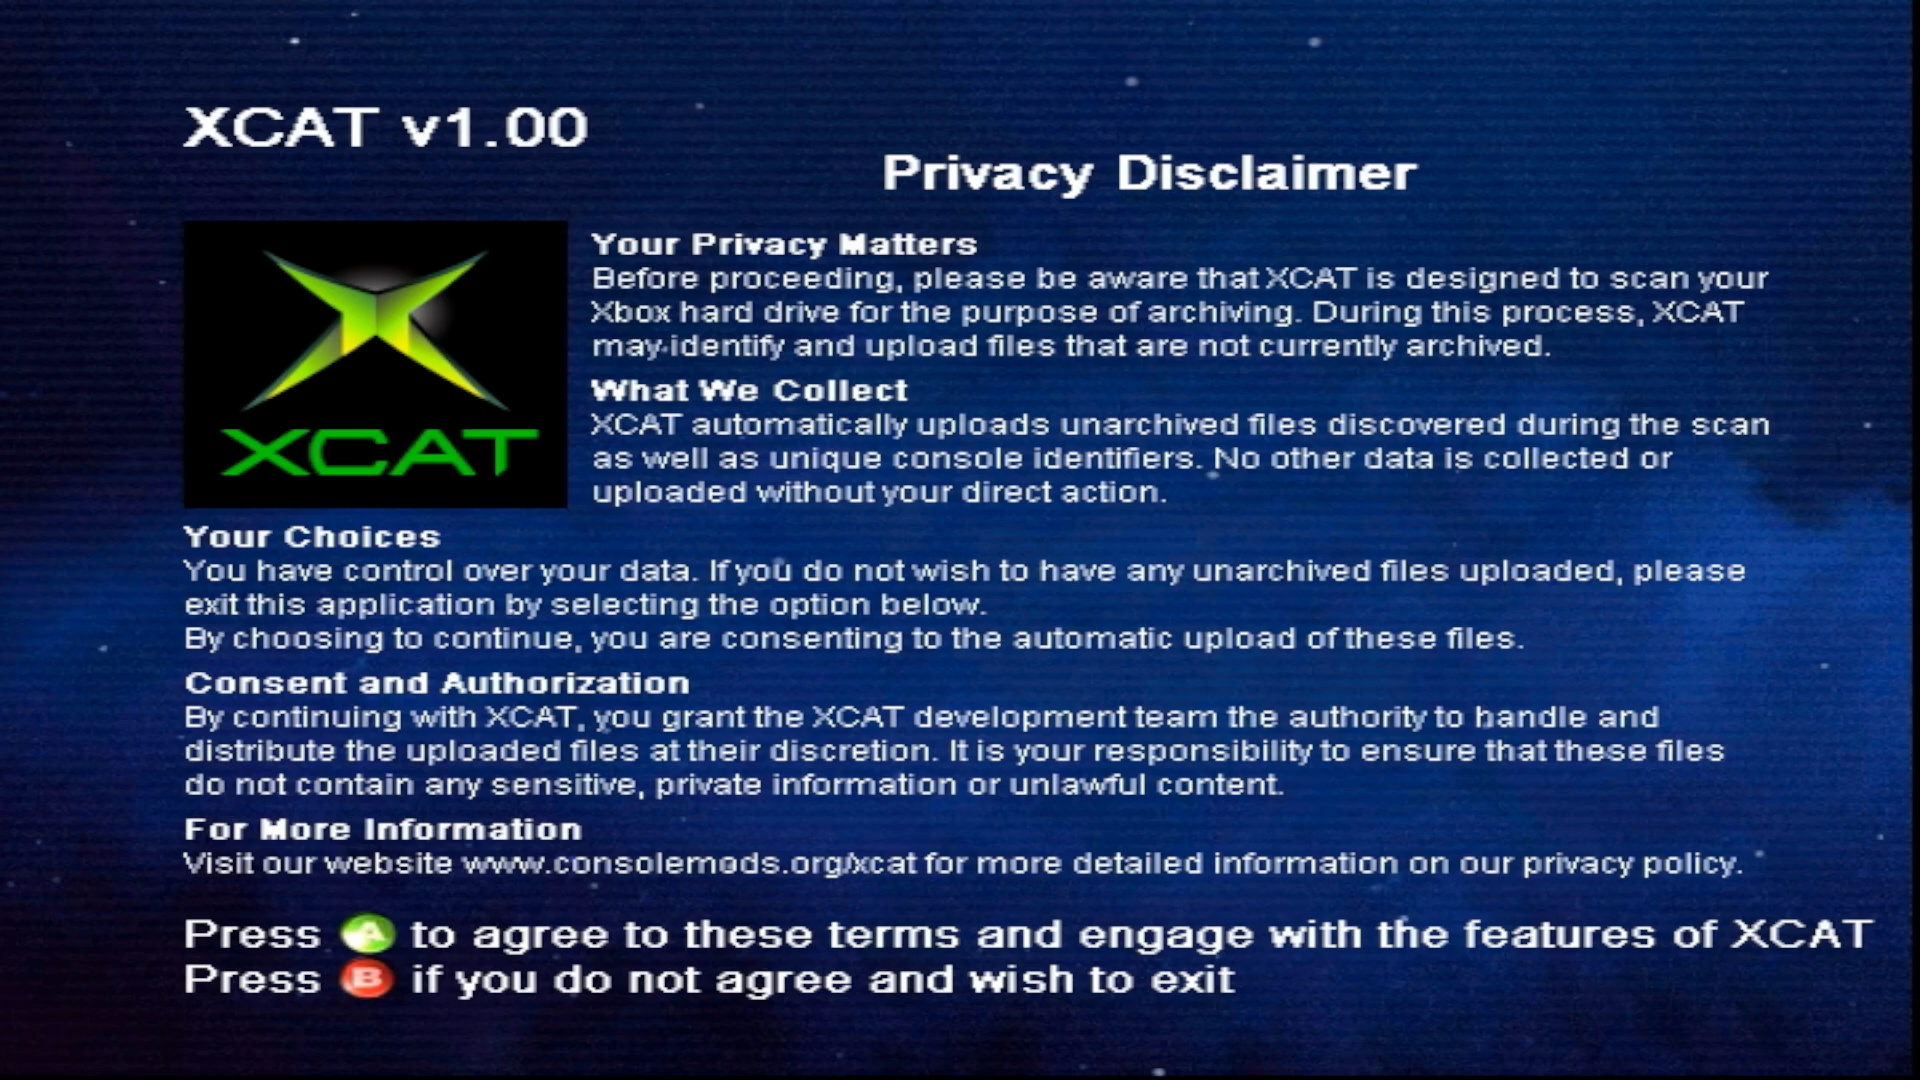 XCAT v1.00
Privacy Disclaimer
XCAT
Your Privacy Matters
Before proceeding, please be aware that XCAT is designed to scan your
Xbox hard drive for the purpose of archiving. During this process, XCAT
may identify and upload files that are not currently archived.
What We Collect
XCAT automatically uploads unarchived files discovered during the scan
as well as unique console identifiers. No other data is collected or
uploaded without your direct action.
Your Choices
You have control over your data. If you do not wish to have any unarchived files uploaded, please
exit this application by selecting the option below.
By choosing to continue, you are consenting to the automatic upload of these files.
Consent and Authorization
By continuing with XCAT, you grant the XCAT development team the authority to handle and
distribute the uploaded files at their discretion. It is your responsibility to ensure that these files
do not contain any sensitive, private information or unlawful content.
For More Information
Visit our website www.consolemods.org/xcat for more detailed information on our privacy policy.
Press A to agree to these terms and engage with the features of XCAT
Press B if you do not agree and wish to exit